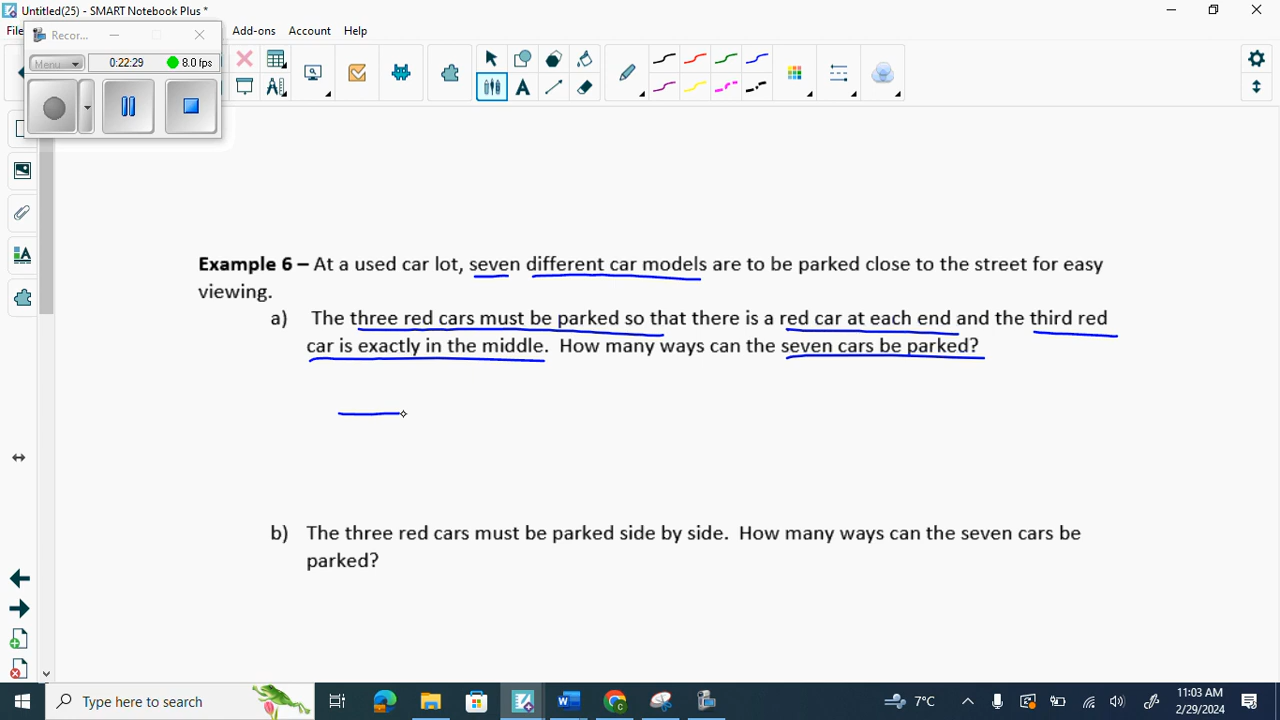 Untitled(25) - SMART Notebook Plus *
Recor...
File
Add-ons Account Help
Menu
0:22:29
8.0 fps
Example 6 – At a used car lot, seven different car models are to be parked close to the street for easy
viewing.
a) The three red cars must be parked so that there is a red car at each end and the third red
car is exactly in the middle. How many ways can the seven cars be parked?
b) The three red cars must be parked side by side. How many ways can the seven cars be
parked?
Type here to search
7°C
11:03 AM
2/29/2024